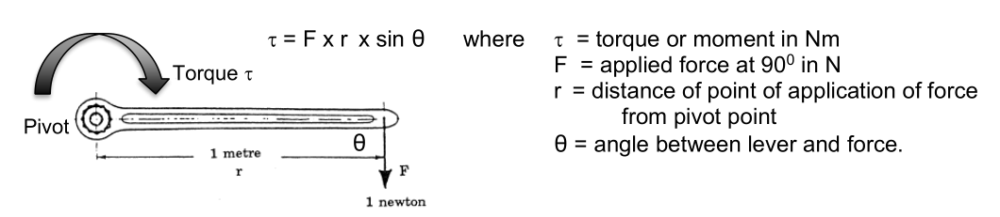 τ = F x r x sin θ where τ = torque or moment in Nm
F = applied force at 90⁰ in N
Torque τ
r = distance of point of application of force
from pivot point
Pivot
θ
θ = angle between lever and force.
1 metre
r
F
1 newton